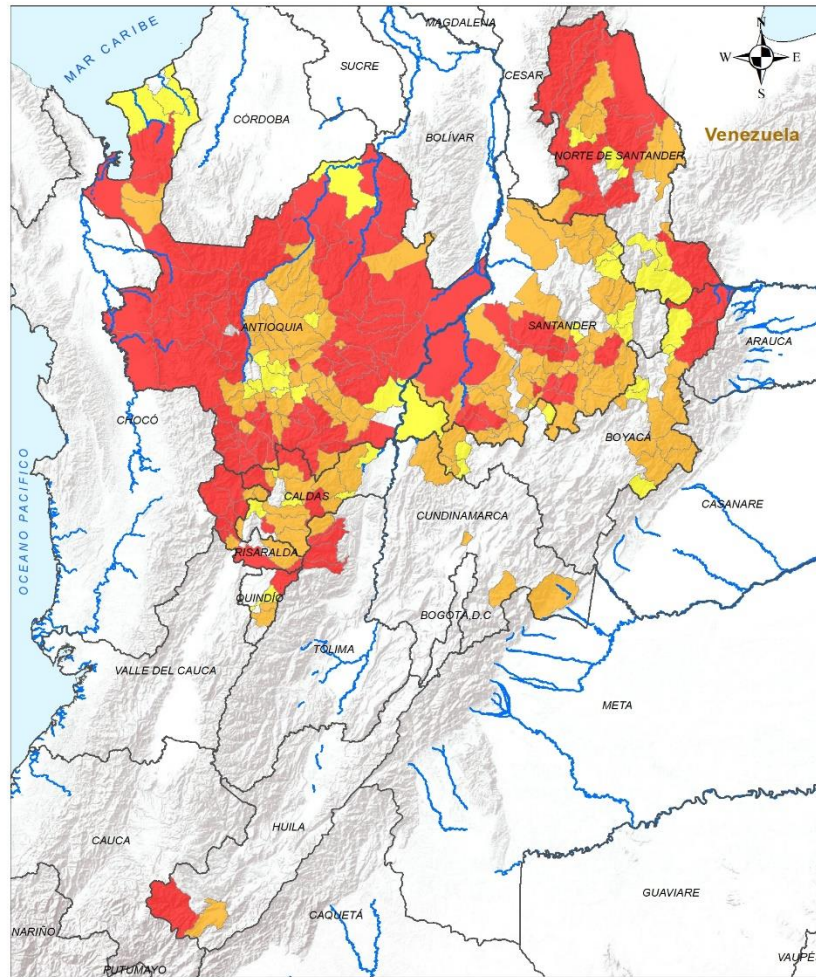 MAGDALENA
N
MAR CARIBE
SUCRE
CESAR
W
E
S
CÓRDOBA
BOLÍVAR
Venezuela
NORTE DE SANTANDER
ANTIOQUIA
SANTANDER
ARAUCA
CHOCÓ
BOYACA
OCEANO PACIFICO
CALDAS
CASANARE
CUNDINAMARCA
RISARALDA
QUINDÍO
BOGOTÁ,D.C
TOLIMA
VALLE DEL CAUCA
META
HUILA
CAUCA
GUAVIARE
CAQUETÁ
NARIÑO
PUTUMAYO
VAUPÉ